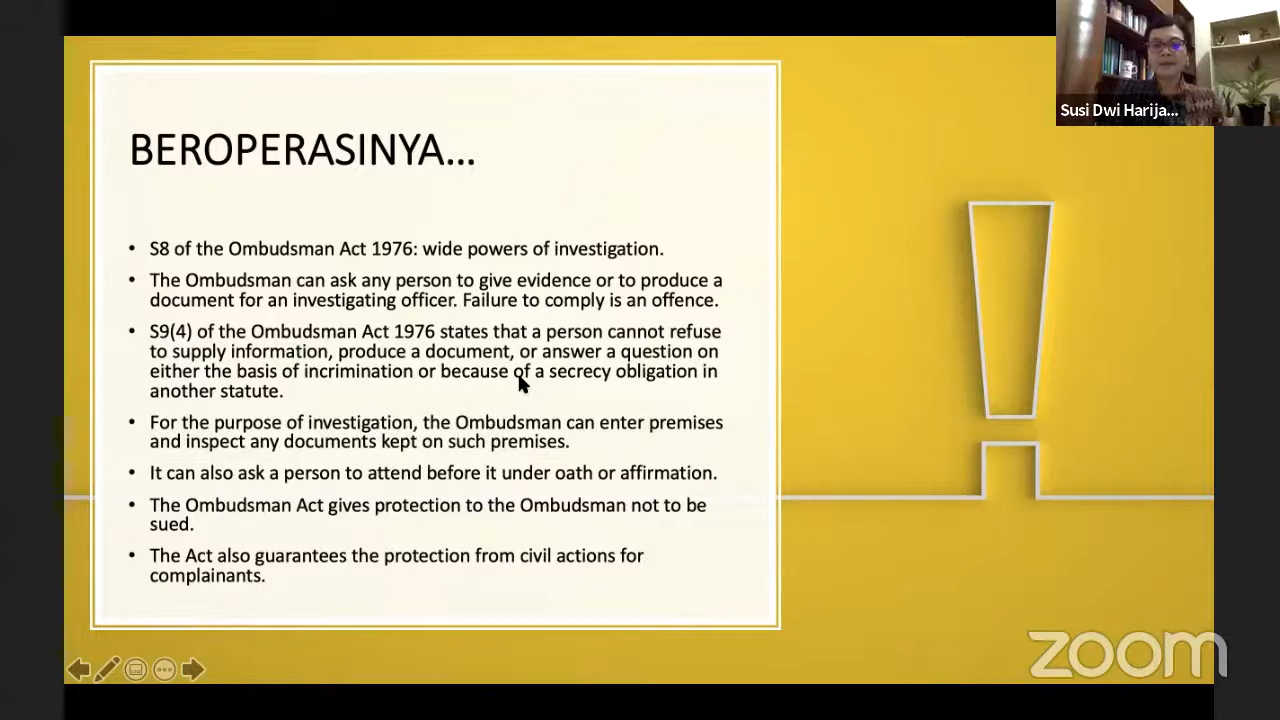 Susi Dwi Harija...
BEROPERASINYA...
• S8 of the Ombudsman Act 1976: wide powers of investigation.
• The Ombudsman can ask any person to give evidence or to produce a
document for an investigating officer. Failure to comply is an offence.
• S9(4) of the Ombudsman Act 1976 states that a person cannot refuse
to supply information, produce a document, or answer a question on
either the basis of incrimination or because of a secrecy obligation in
another statute.
• For the purpose of investigation, the Ombudsman can enter premises
and inspect any documents kept on such premises.
• It can also ask a person to attend before it under oath or affirmation.
• The Ombudsman Act gives protection to the Ombudsman not to be
sued.
• The Act also guarantees the protection from civil actions for
complainants.
zoom